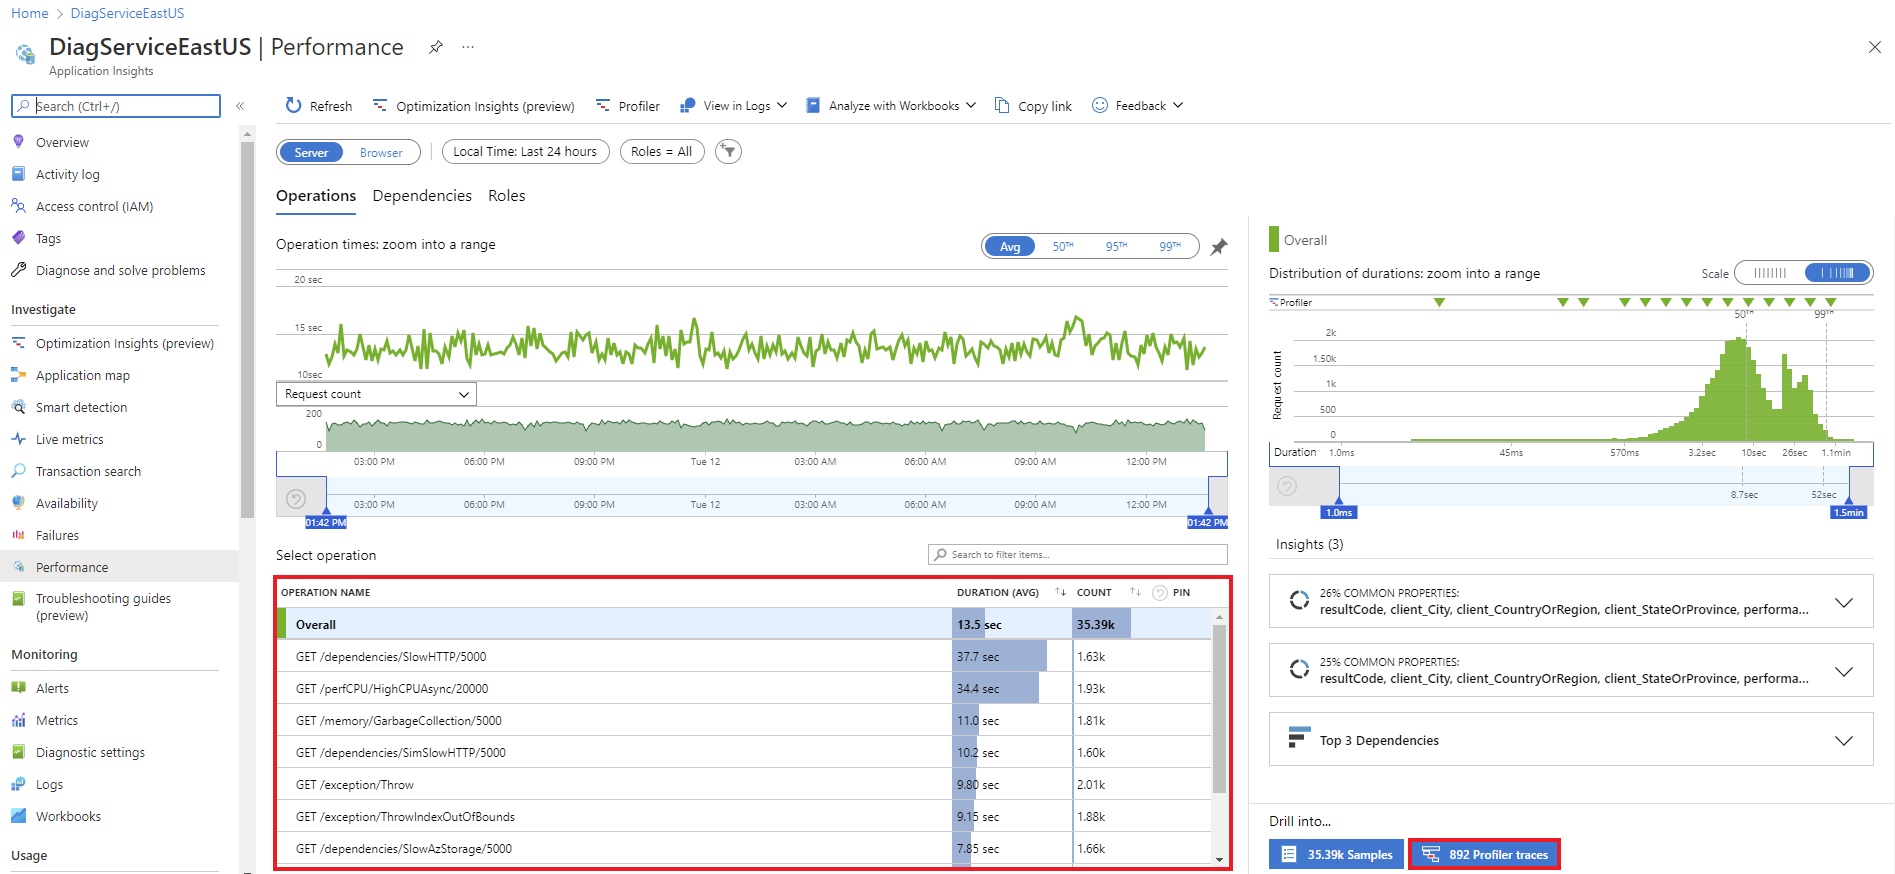 Home > DiagServiceEastUS
DiagServiceEastUS | Performance
Application Insights
Search (Ctrl+/)
Overview
Activity log
Access control (IAM)
Tags
Diagnose and solve problems
Investigate
Optimization Insights (preview)
Application map
Smart detection
Live metrics
Transaction search
Availability
Failures
Performance
Troubleshooting guides
(preview)
Monitoring
Alerts
Metrics
Diagnostic settings
Logs
Workbooks
Usage
Refresh Optimization Insights (preview) Profiler View in Logs Analyze with Workbooks Copy link Feedback
Server Browser Local Time: Last 24 hours Roles = All
Operations Dependencies Roles
Operation times: zoom into a range
Avg 50TH 95TH 99TH
20 sec
15 sec
10sec
Request count
200
0
03:00 PM 06:00 PM 09:00 PM Tue 12 03:00 AM 06:00 AM 09:00 AM 12:00 PM
03:00 PM 06:00 PM 09:00 PM Tue 12 03:00 AM 06:00 AM 09:00 AM 12:00 PM
01:42 PM 01:42 PM
Select operation
Search to filter items...
OPERATION NAME DURATION (AVG) COUNT PIN
Overall 13.5 sec 35.39k
GET /dependencies/SlowHTTP/5000 37.7 sec 1.63k
GET /perfCPU/HighCPUAsync/20000 34.4 sec 1.93k
GET /memory/GarbageCollection/5000 11.0 sec 1.81k
GET /dependencies/SimSlowHTTP/5000 10.2 sec 1.60k
GET /exception/Throw 9.80 sec 2.01k
GET /exception/ThrowIndexOutOfBounds 9.15 sec 1.88k
GET /dependencies/SlowAzStorage/5000 7.85 sec 1.66k
Overall
Distribution of durations: zoom into a range
Scale
Profiler
50TH 99TH
Request count
2k
1.50k
1k
500
0
Duration 1.0ms 45ms 570ms 3.2sec 10sec 26sec 1.1min
8.7sec 52sec
1.0ms 1.5min
Insights (3)
26% COMMON PROPERTIES:
resultCode, client_City, client_CountryOrRegion, client_StateOrProvince, performa...
25% COMMON PROPERTIES:
resultCode, client_City, client_CountryOrRegion, client_StateOrProvince, performa...
Top 3 Dependencies
Drill into...
35.39k Samples 892 Profiler traces